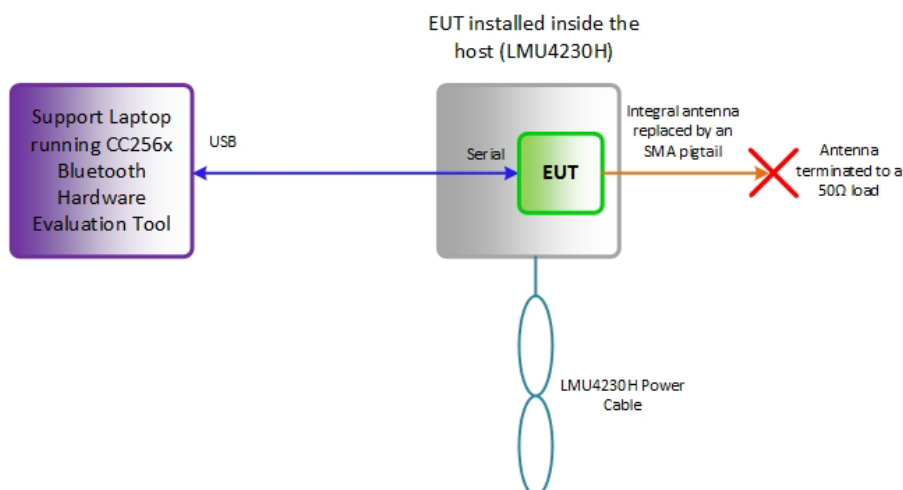 EUT installed inside the
host (LMU4230H)
Support Laptop
running CC256x
Bluetooth
Hardware
Evaluation Tool
USB
Serial
EUT
Integral antenna
replaced by an
SMA pigtail
Antenna
terminated to a
50Ω load
LMU4230H Power
Cable